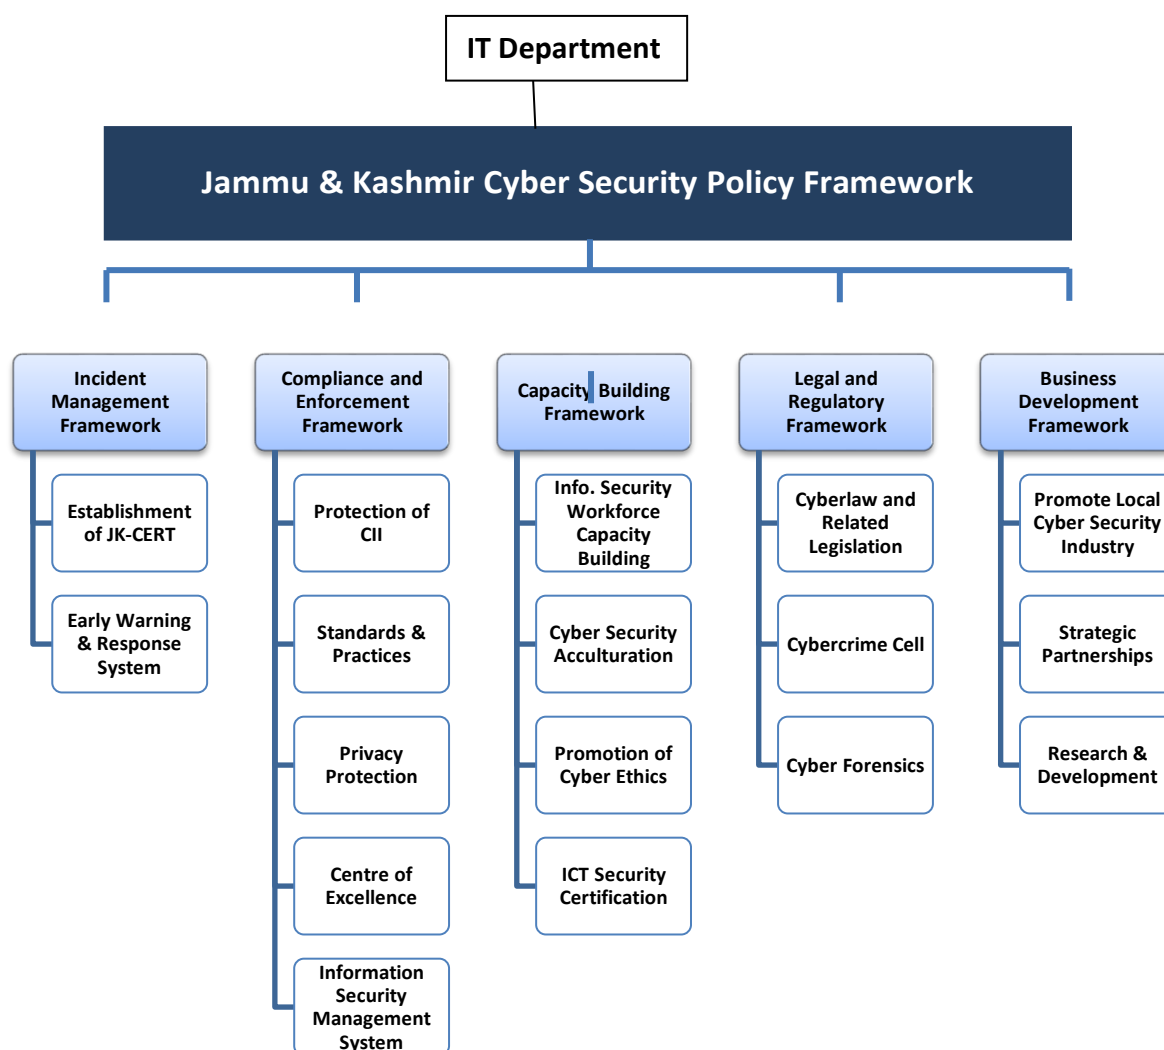 IT Department
Jammu & Kashmir Cyber Security Policy Framework
Incident
Management
Framework
Establishment
of JK-CERT
Early Warning
& Response
System
Compliance and
Enforcement
Framework
Protection of
CII
Standards &
Practices
Privacy
Protection
Centre of
Excellence
Information
Security
Management
System
Capacity Building
Framework
Info. Security
Workforce
Capacity
Building
Cyber Security
Acculturation
Promotion of
Cyber Ethics
ICT Security
Certification
Legal and
Regulatory
Framework
Cyberlaw and
Related
Legislation
Cybercrime Cell
Cyber Forensics
Business
Development
Framework
Promote Local
Cyber Security
Industry
Strategic
Partnerships
Research &
Development